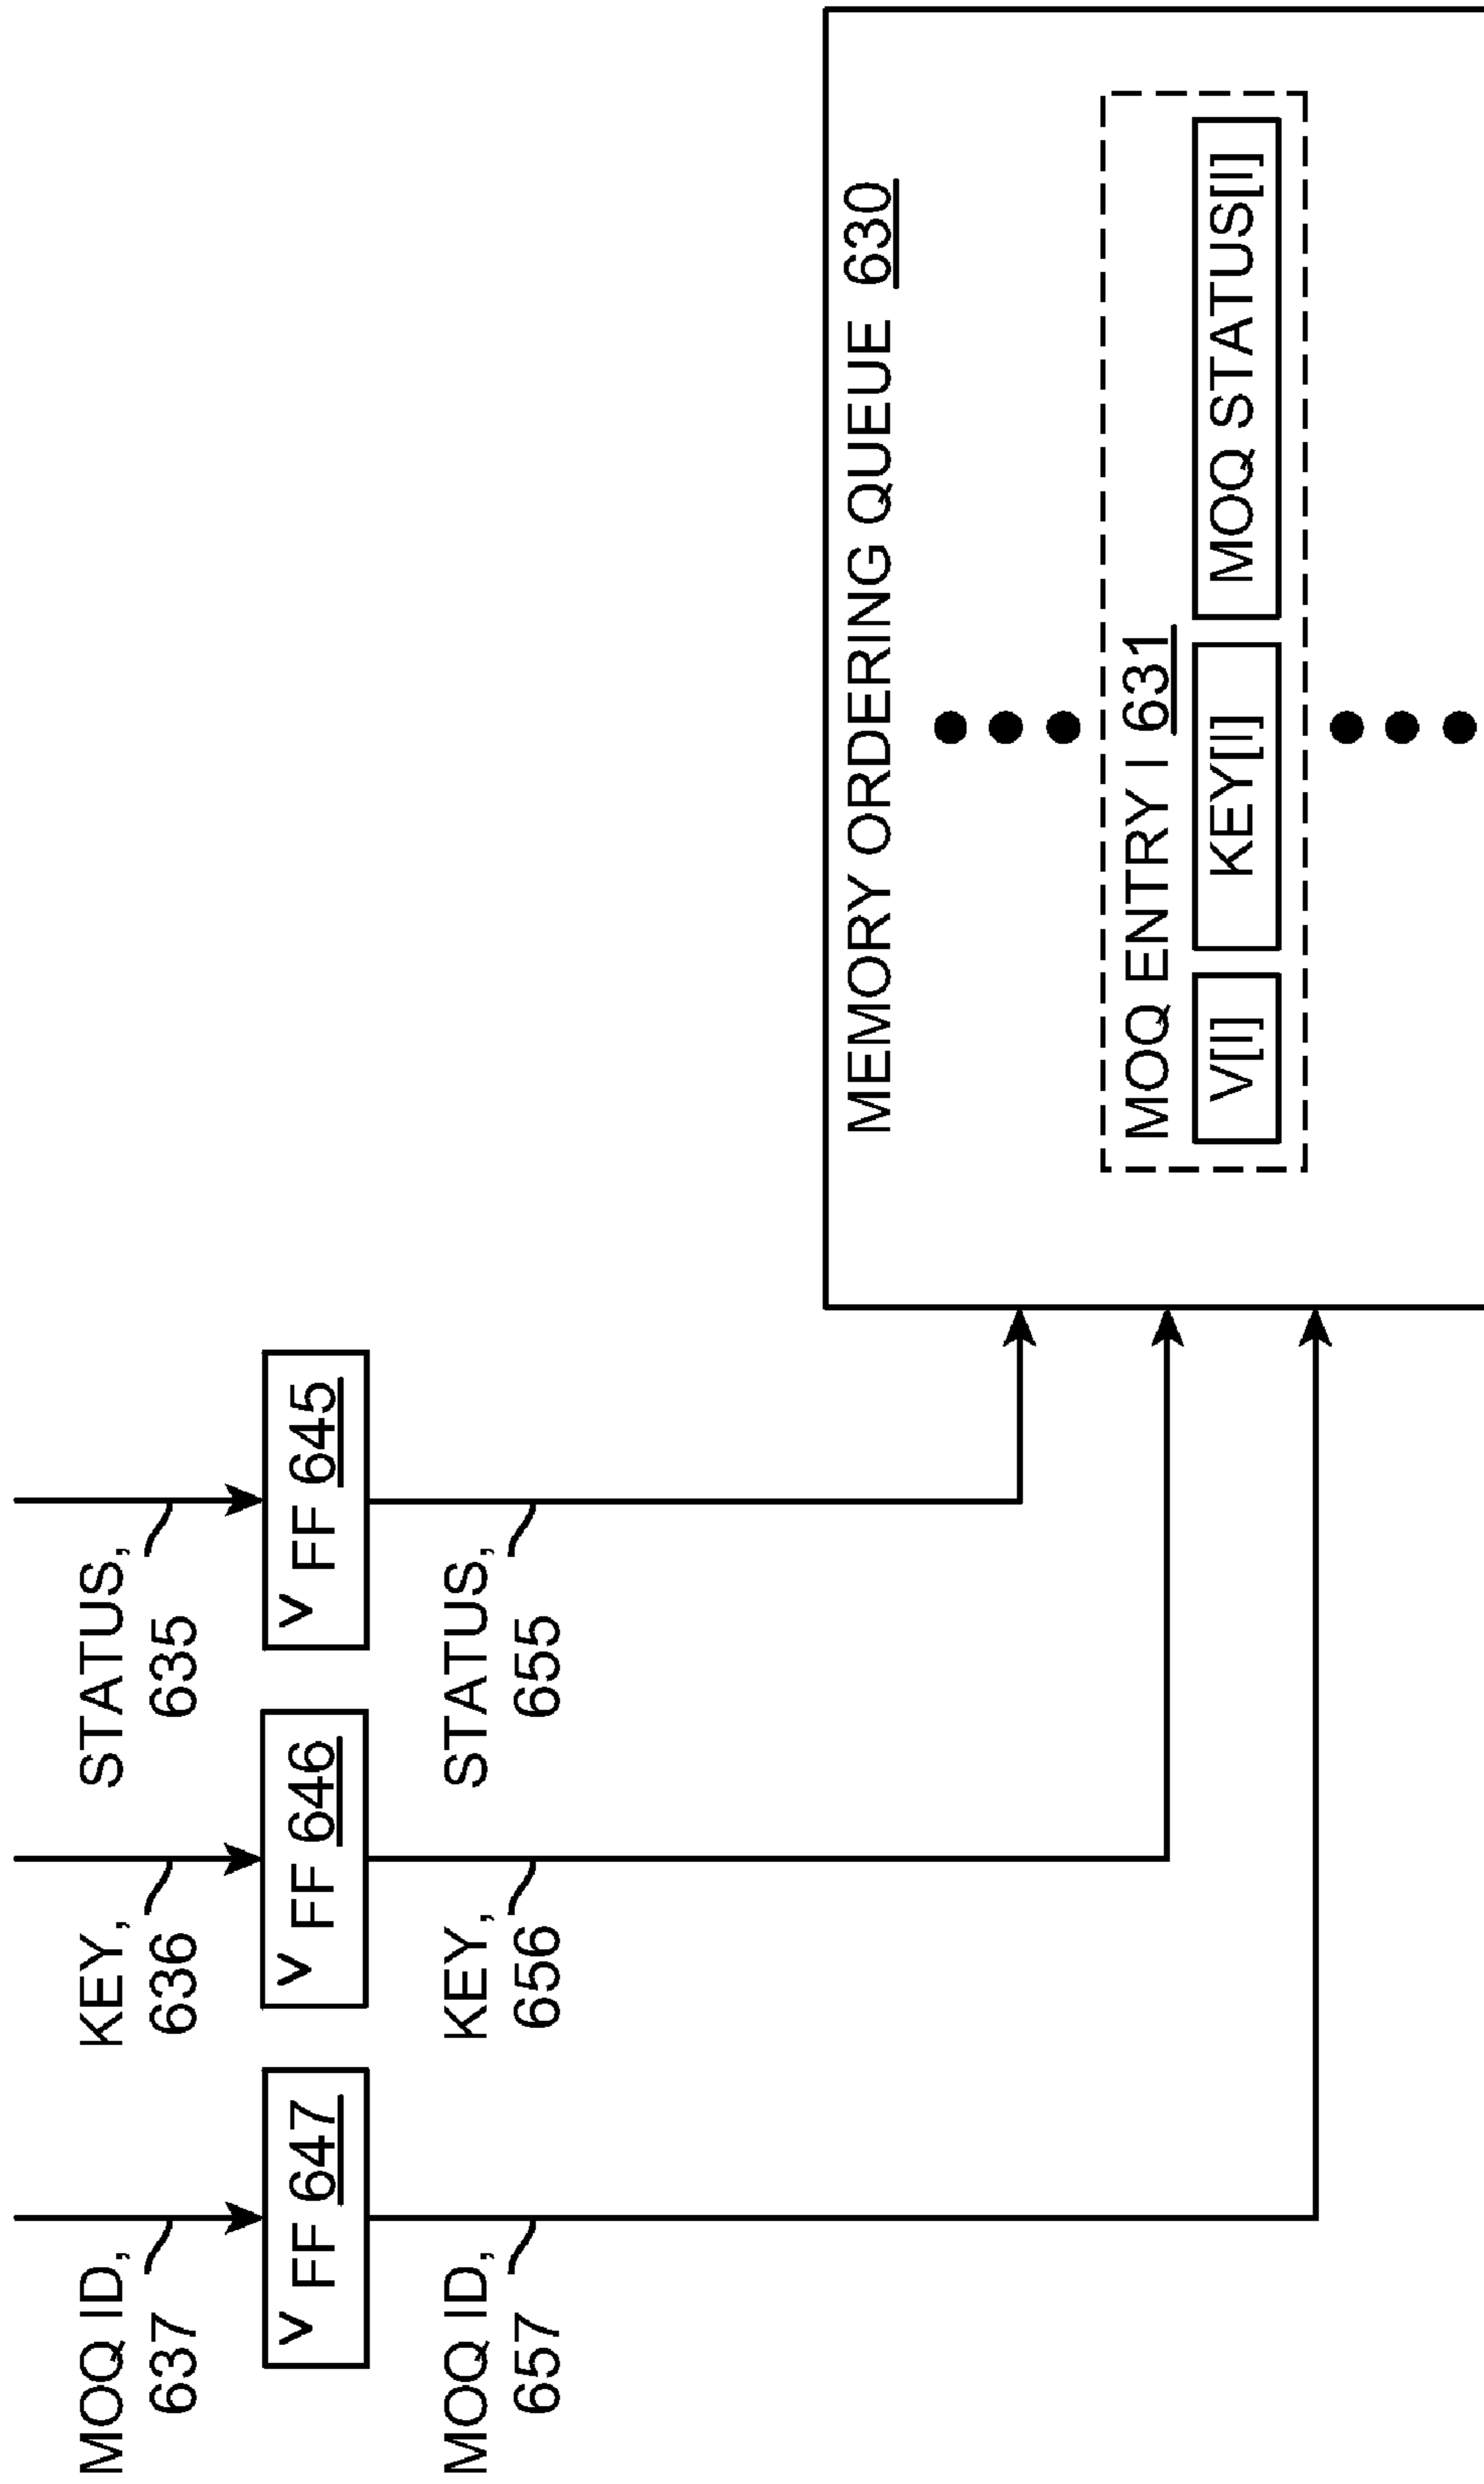 MOQ ID,
637
KEY,
636
STATUS,
635
V FF 647
V FF 646
V FF 645
MOQ ID,
657
KEY,
656
STATUS,
655
MEMORY ORDERING QUEUE 630
MOQ ENTRY I 631
V[I]
KEY[I]
MOQ STATUS[I]